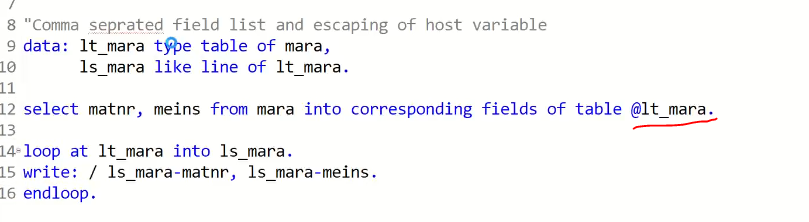 7
8 "Comma seprated field list and escaping of host variable
9 data: lt_mara type table of mara,
10 ls_mara like line of lt_mara.
11
12 select matnr, meins from mara into corresponding fields of table @lt_mara.
13
14 loop at lt_mara into ls_mara.
15 write: / ls_mara-matnr, ls_mara-meins.
16 endloop.